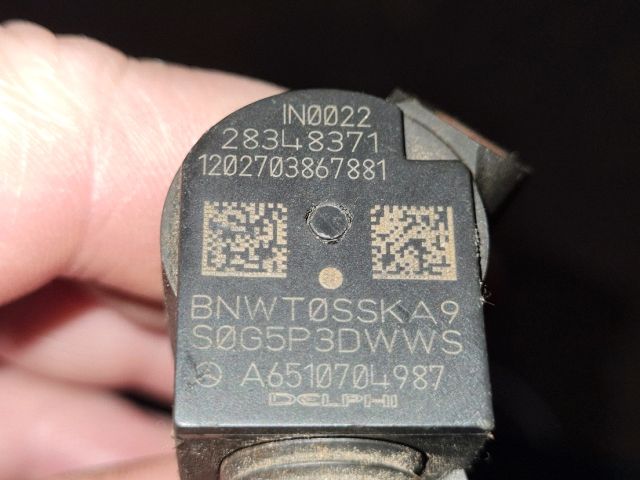 IN0022
28348371
1202703867881
BNWT0SSKA9
S0G5P3DWWS
A6510704987
DELPHI